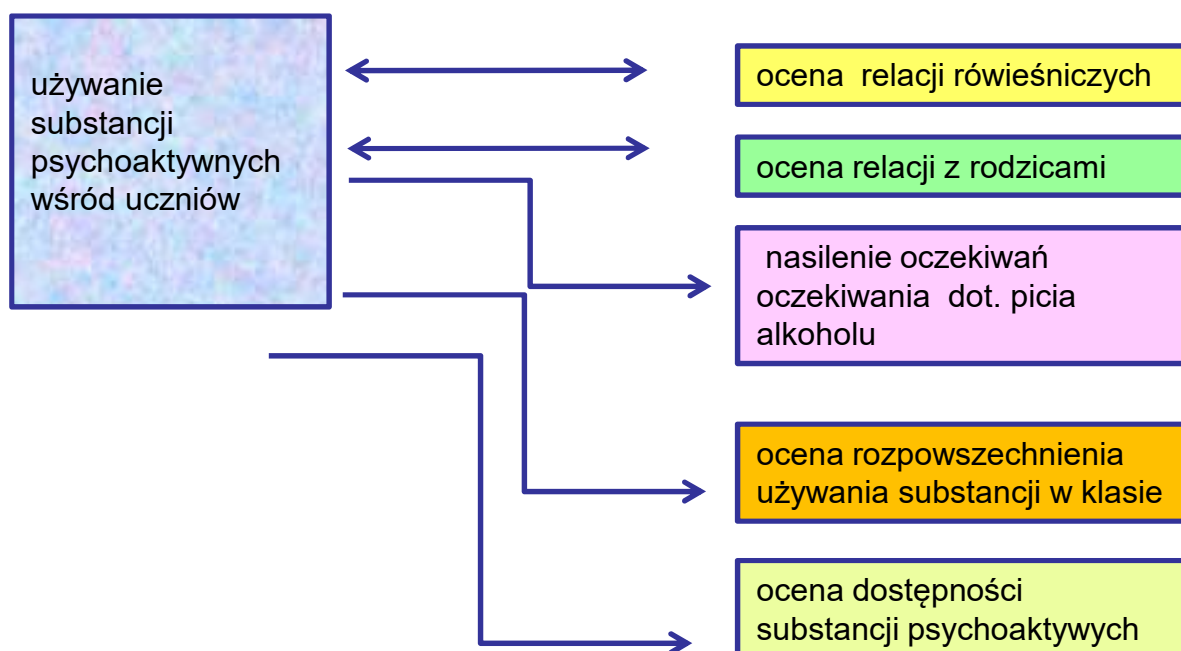 używanie
substancji
psychoaktywnych
wśród uczniów
ocena relacji rówieśniczych
ocena relacji z rodzicami
nasilenie oczekiwań
oczekiwania dot. picia
alkoholu
ocena rozpowszechnienia
używania substancji w klasie
ocena dostępności
substancji psychoaktywych